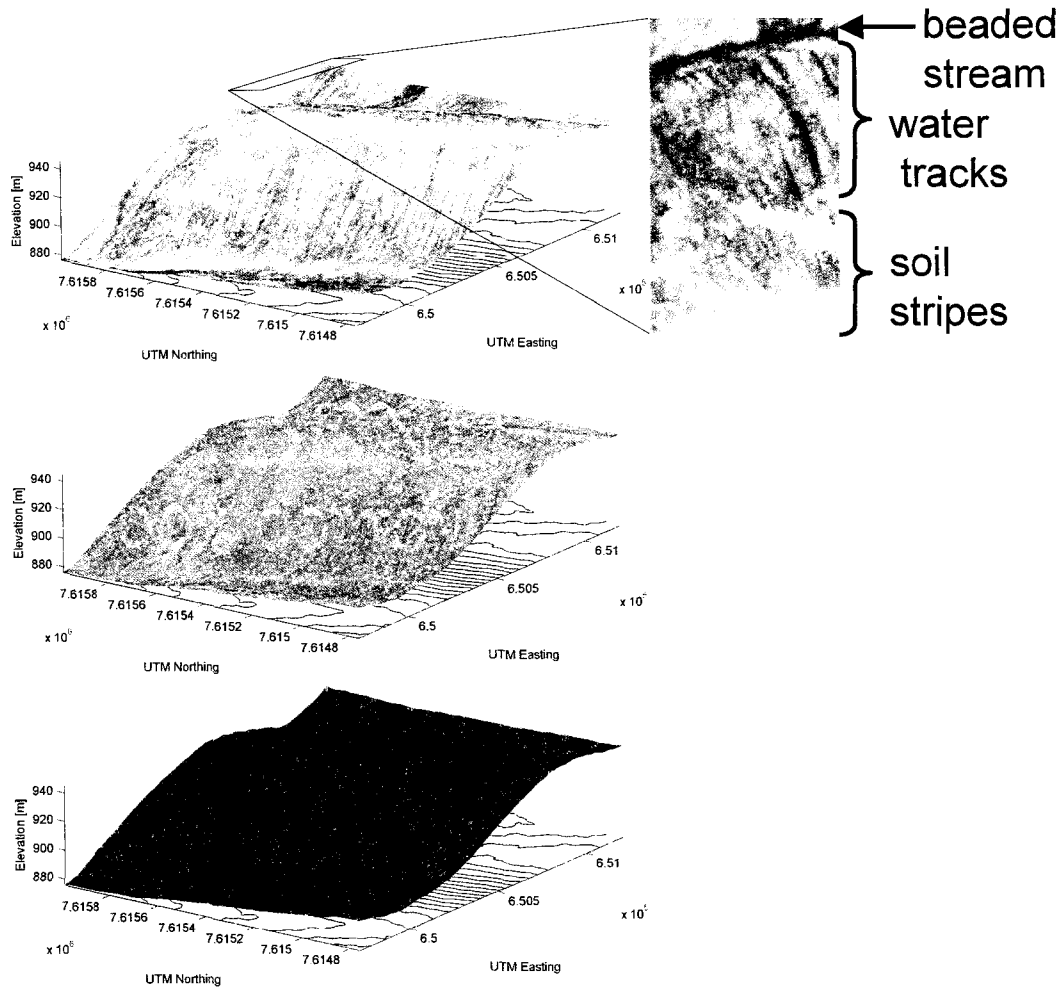 beaded
stream
water
tracks
soil
stripes
Elevation [m]
940
920
900
880
7.6158
7.6156
7.6154
7.6152
7.615
7.6148
6.5
6.505
6.51
UTM Northing
UTM Easting
Elevation [m]
940
920
900
880
7.6158
7.6156
7.6154
7.6152
7.615
7.6148
x 10⁶
6.5
6.505
6.51
UTM Northing
UTM Easting
Elevation [m]
940
920
900
880
7.6158
7.6156
7.6154
7.6152
7.615
7.6148
x 10⁶
6.5
6.505
6.51
x 10⁵
UTM Northing
UTM Easting